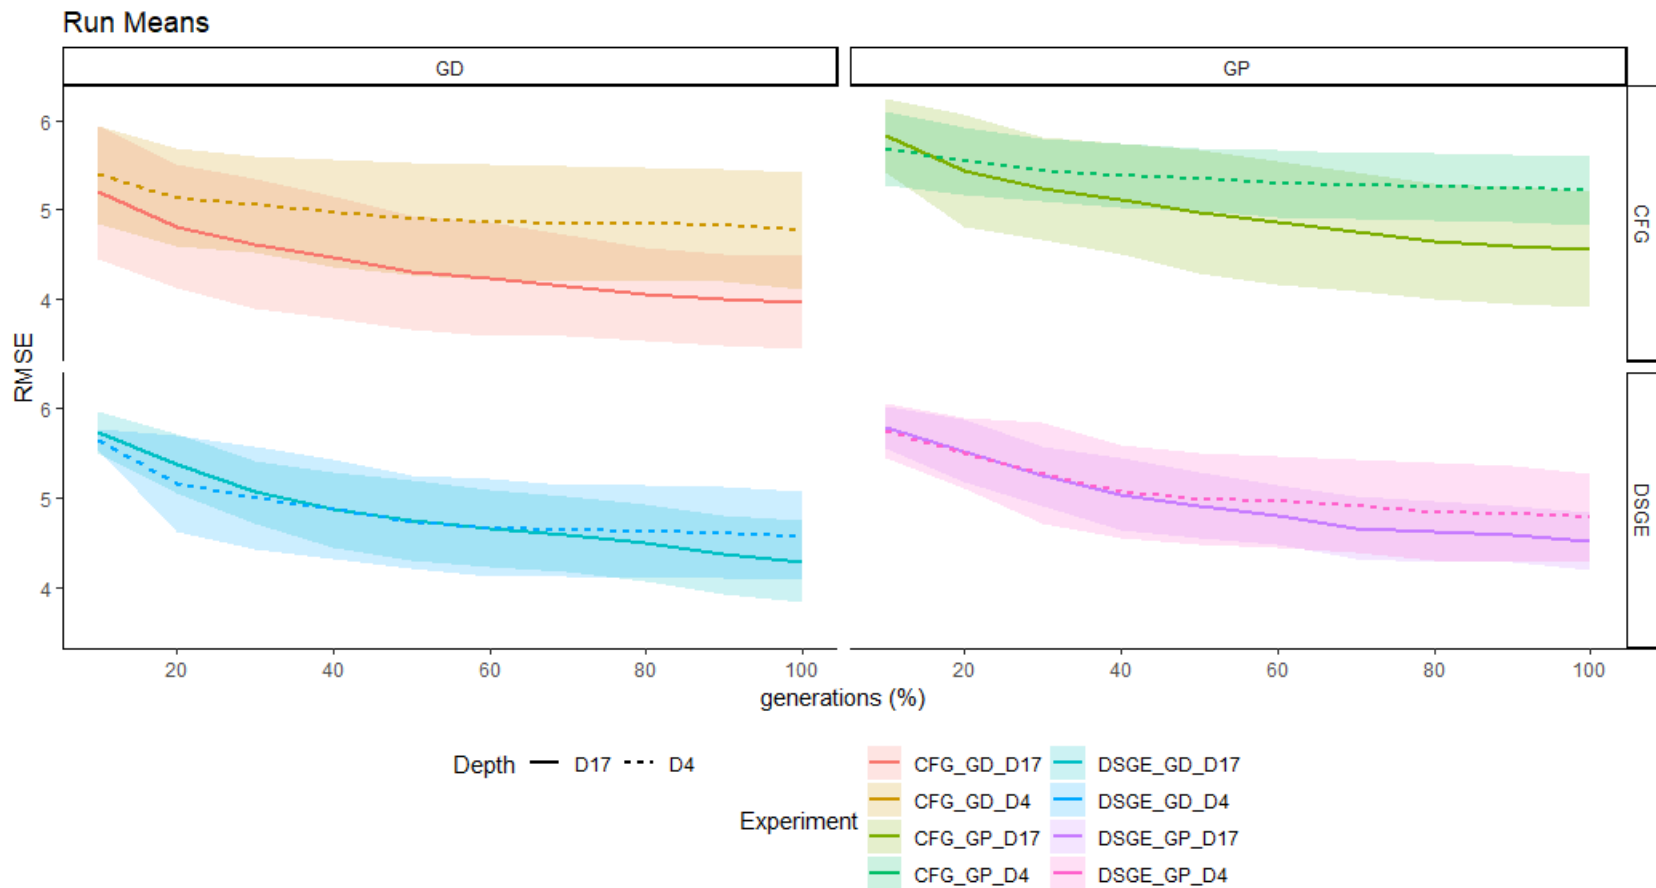 Run Means
GD
GP
6
5
4
CFG
RMSE
6
5
4
DSGE
20 40 60 80 100
20 40 60 80 100
generations (%)
Depth D17 D4
Experiment
CFG_GD_D17 DSGE_GD_D17
CFG_GD_D4 DSGE_GD_D4
CFG_GP_D17 DSGE_GP_D17
CFG_GP_D4 DSGE_GP_D4